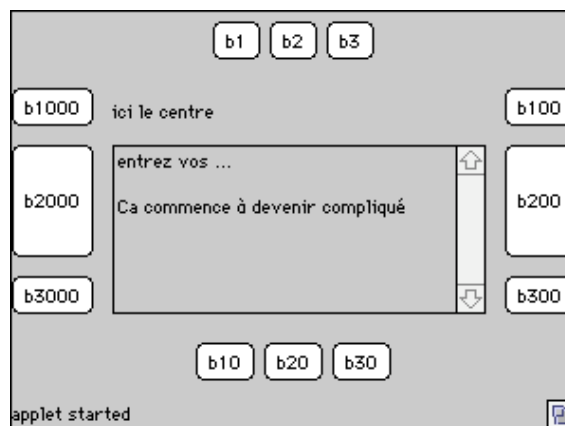 b1 b2 b3
b1000 ici le centre b100
entrez vos ...
b2000 Ca commence à devenir compliqué b200
b3000 b300
b10 b20 b30
applet started